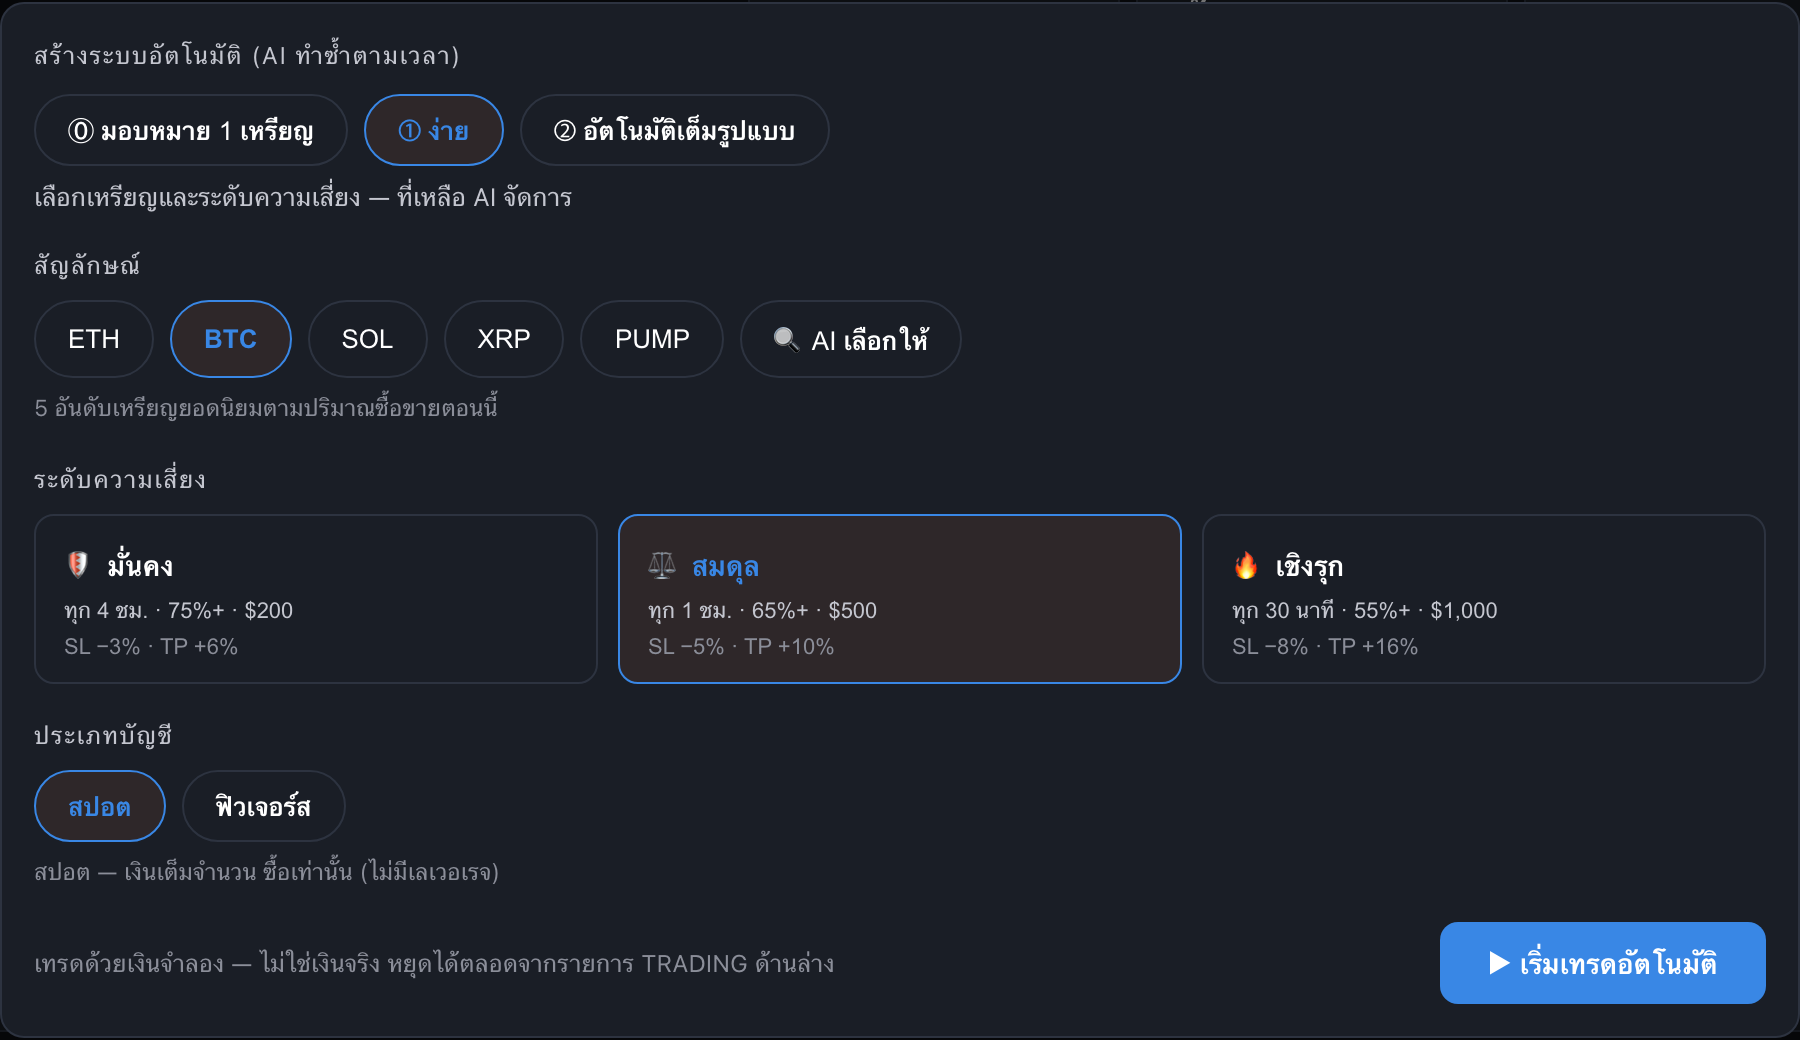 สร้างระบบอัตโนมัติ (AI ทำซ้ำตามเวลา)
⓪ มอบหมาย 1 เหรียญ
① ง่าย
② อัตโนมัติเต็มรูปแบบ
เลือกเหรียญและระดับความเสี่ยง — ที่เหลือ AI จัดการ
สัญลักษณ์
ETH
BTC
SOL
XRP
PUMP
🔍 AI เลือกให้
5 อันดับเหรียญยอดนิยมตามปริมาณซื้อขายตอนนี้
ระดับความเสี่ยง
🛡️ มั่นคง
ทุก 4 ชม. · 75%+ · $200
SL −3% · TP +6%
⚖️ สมดุล
ทุก 1 ชม. · 65%+ · $500
SL −5% · TP +10%
🔥 เชิงรุก
ทุก 30 นาที · 55%+ · $1,000
SL −8% · TP +16%
ประเภทบัญชี
สปอต
ฟิวเจอร์ส
สปอต — เงินเต็มจำนวน ซื้อเท่านั้น (ไม่มีเลเวอเรจ)
เทรดด้วยเงินจำลอง — ไม่ใช่เงินจริง หยุดได้ตลอดจากรายการ TRADING ด้านล่าง
▶ เริ่มเทรดอัตโนมัติ